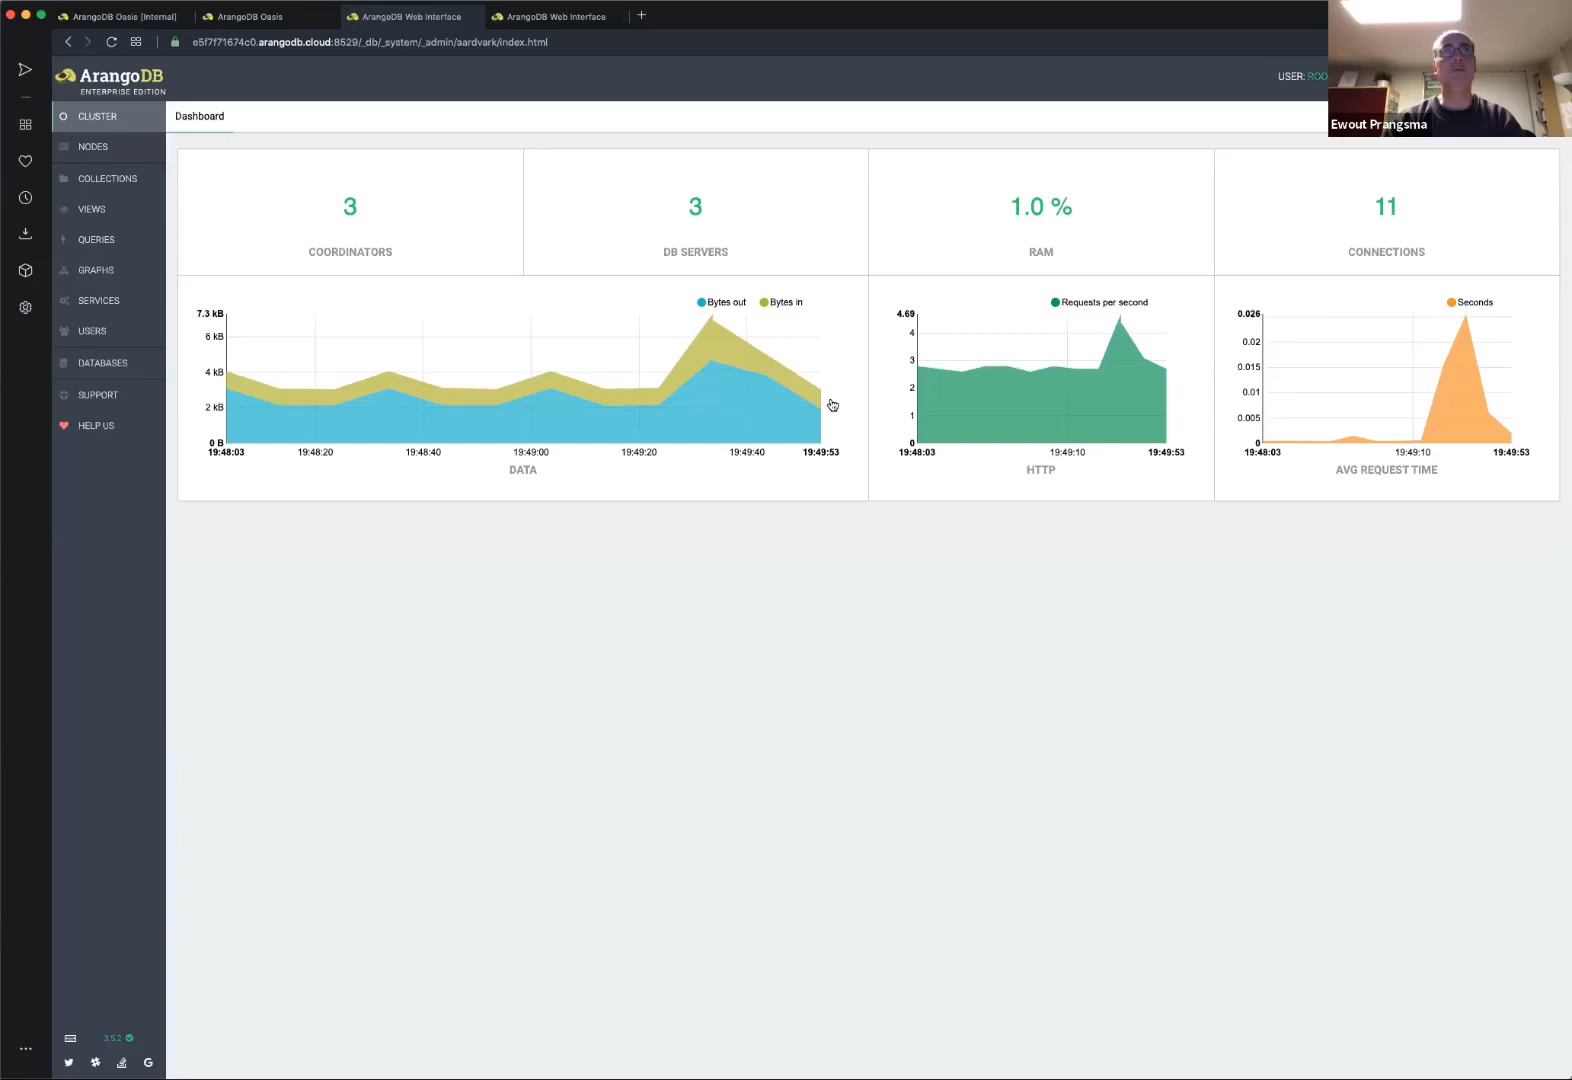 ArangoDB Oasis [Internal]
ArangoDB Oasis
ArangoDB Web Interface
ArangoDB Web Interface
e5f7f71674c0.arangodb.cloud:8529/_db/_system/_admin/aardvark/index.html
ArangoDB
ENTERPRISE EDITION
USER: ROO
Ewout Prangsma
CLUSTER
NODES
COLLECTIONS
VIEWS
QUERIES
GRAPHS
SERVICES
USERS
DATABASES
SUPPORT
HELP US
3.5.2
Dashboard
3
COORDINATORS
3
DB SERVERS
1.0 %
RAM
11
CONNECTIONS
Bytes out
Bytes in
7.3 kB
6 kB
4 kB
2 kB
0 B
19:48:03
19:48:20
19:48:40
19:49:00
19:49:20
19:49:40
19:49:53
DATA
Requests per second
4.69
4
3
2
1
0
19:48:03
19:49:10
19:49:53
HTTP
Seconds
0.026
0.02
0.015
0.01
0.005
0
19:48:03
19:49:10
19:49:53
AVG REQUEST TIME